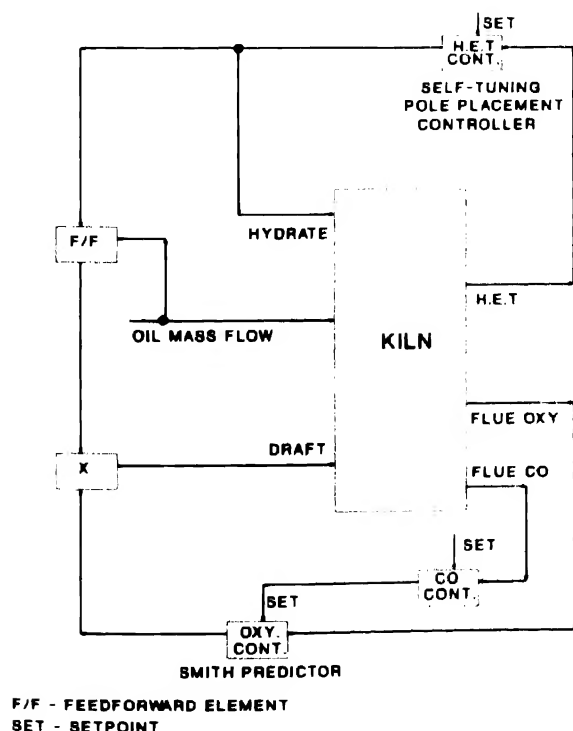 SET
H.E.T
CONT.
SELF-TUNING
POLE PLACEMENT
CONTROLLER
F/F
HYDRATE
OIL MASS FLOW
KILN
H.E.T
FLUE OXY
X
DRAFT
FLUE CO
SET
CO
CONT.
SET
OXY.
CONT.
SMITH PREDICTOR
F/F - FEEDFORWARD ELEMENT
SET - SETPOINT